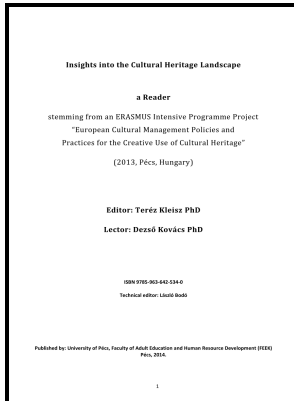 Insights into the Cultural Heritage Landscape
a Reader
stemming from an ERASMUS Intensive Programme Project
“European Cultural Management Policies and
Practices for the Creative Use of Cultural Heritage”
(2013, Pécs, Hungary)
Editor: Teréz Kleisz PhD
Lector: Dezső Kovács PhD
ISBN 9785-963-642-534-0
Technical editor: László Bodó
Published by: University of Pécs, Faculty of Adult Education and Human Resource Development (FEEK)
Pécs, 2014.
1